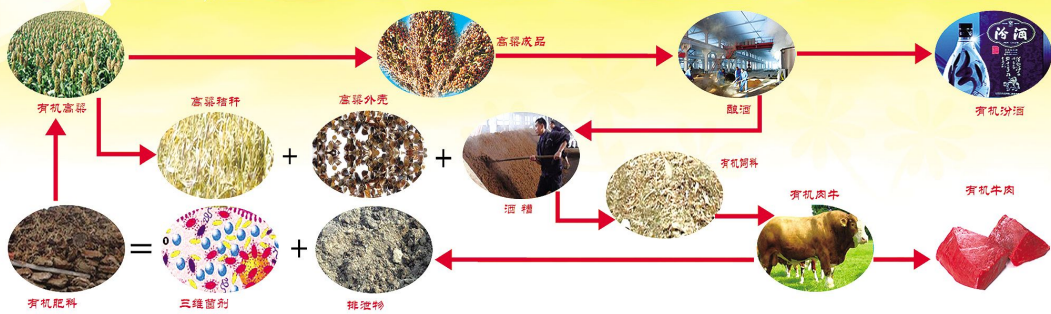 高粱成品
汾酒
有机高粱
高粱秸秆
高粱外壳
酿酒
有机汾酒
有机饲料
有机肉牛
有机牛肉
酒糟
有机肥料
三维菌剂
排泄物